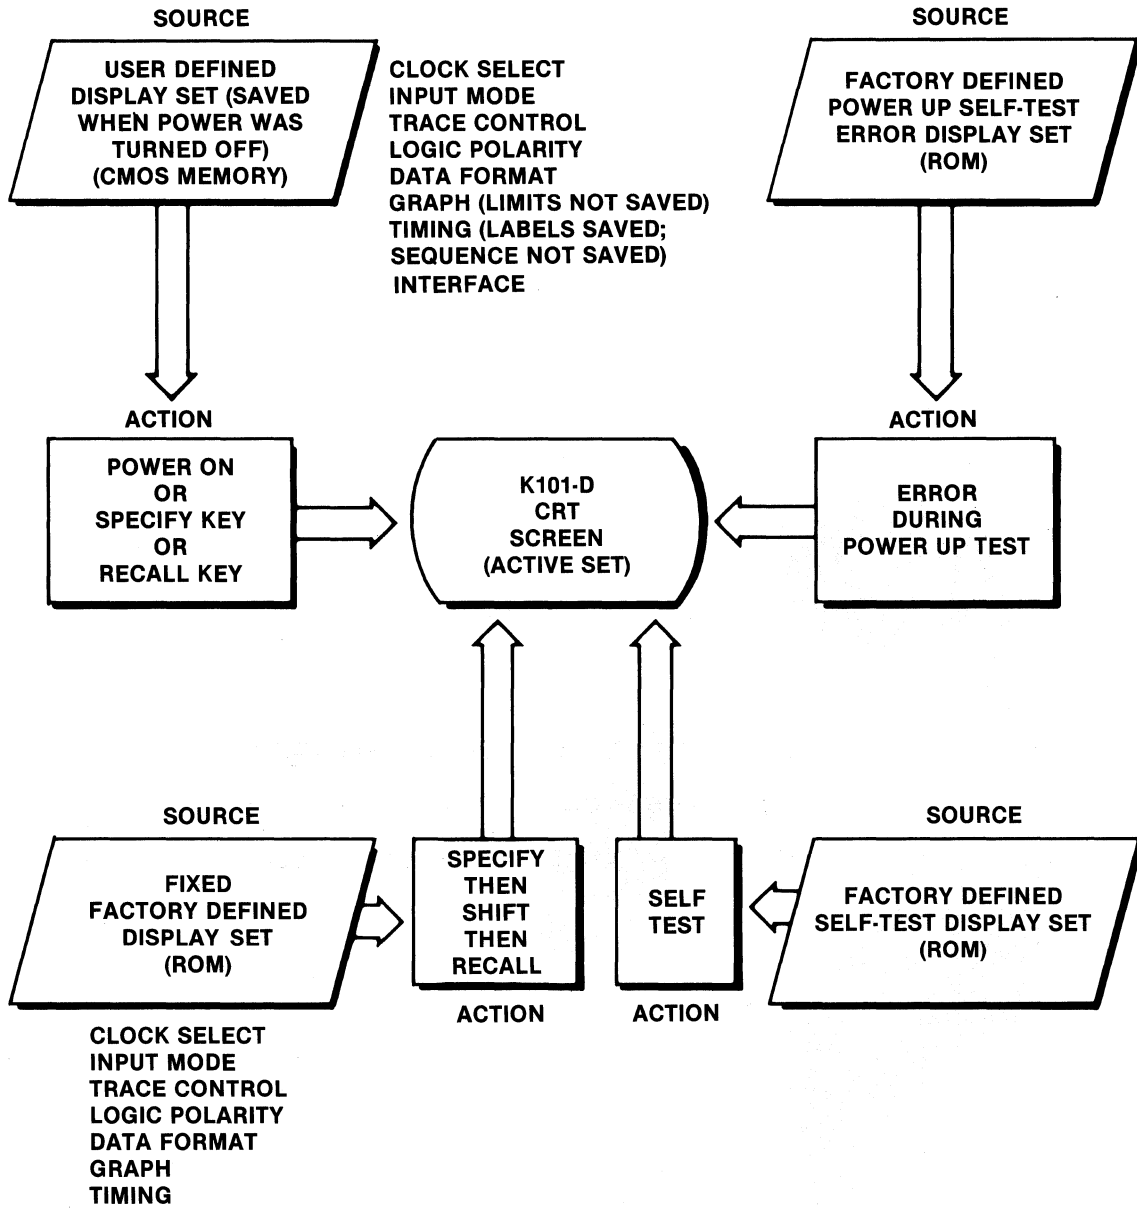 SOURCE
USER DEFINED
DISPLAY SET (SAVED
WHEN POWER WAS
TURNED OFF)
(CMOS MEMORY)
CLOCK SELECT
INPUT MODE
TRACE CONTROL
LOGIC POLARITY
DATA FORMAT
GRAPH (LIMITS NOT SAVED)
TIMING (LABELS SAVED;
SEQUENCE NOT SAVED)
INTERFACE
SOURCE
FACTORY DEFINED
POWER UP SELF-TEST
ERROR DISPLAY SET
(ROM)
ACTION
POWER ON
OR
SPECIFY KEY
OR
RECALL KEY
K101-D
CRT
SCREEN
(ACTIVE SET)
ACTION
ERROR
DURING
POWER UP TEST
SOURCE
FIXED
FACTORY DEFINED
DISPLAY SET
(ROM)
CLOCK SELECT
INPUT MODE
TRACE CONTROL
LOGIC POLARITY
DATA FORMAT
GRAPH
TIMING
SPECIFY
THEN
SHIFT
THEN
RECALL
ACTION
SELF
TEST
ACTION
SOURCE
FACTORY DEFINED
SELF-TEST DISPLAY SET
(ROM)